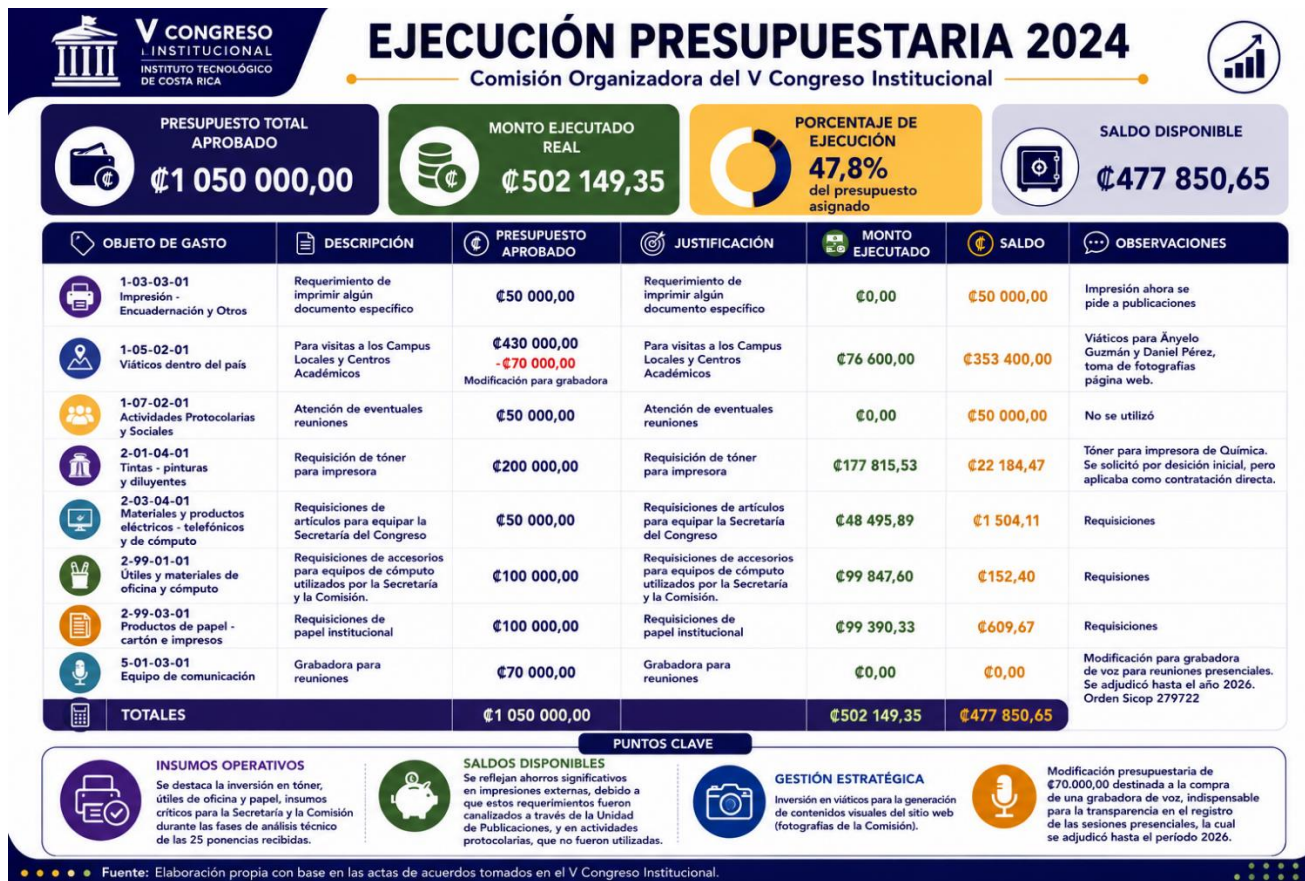 V CONGRESO
INSTITUCIONAL
INSTITUTO TECNOLÓGICO
DE COSTA RICA
EJECUCIÓN PRESUPUESTARIA 2024
Comisión Organizadora del V Congreso Institucional
PRESUPUESTO TOTAL
APROBADO
₡1 050 000,00
MONTO EJECUTADO
REAL
₡502 149,35
PORCENTAJE DE
EJECUCIÓN
47,8%
del presupuesto
asignado
SALDO DISPONIBLE
₡477 850,65
OBJETO DE GASTO
DESCRIPCIÓN
PRESUPUESTO
APROBADO
JUSTIFICACIÓN
MONTO
EJECUTADO
SALDO
OBSERVACIONES
1-03-03-01
Impresión -
Encuadernación y Otros
Requerimiento de
imprimir algún
documento específico
₡50 000,00
Requerimiento de
imprimir algún
documento específico
₡0,00
₡50 000,00
Impresión ahora se
pide a publicaciones
1-05-02-01
Viáticos dentro del país
Para visitas a los Campus
Locales y Centros
Académicos
₡430 000,00
-₡70 000,00
Modificación para grabadora
Para visitas a los Campus
Locales y Centros
Académicos
₡76 600,00
₡353 400,00
Viáticos para Änyelo
Guzmán y Daniel Pérez,
toma de fotografías
página web.
1-07-02-01
Actividades Protocolarias
y Sociales
Atención de eventuales
reuniones
₡50 000,00
Atención de eventuales
reuniones
₡0,00
₡50 000,00
No se utilizó
2-01-04-01
Tintas - pinturas
y diluyentes
Requisición de tóner
para impresora
₡200 000,00
Requisición de tóner
para impresora
₡177 815,53
₡22 184,47
Tóner para impresora de Química.
Se solicitó por desición inicial, pero
aplicaba como contratación directa.
2-03-04-01
Materiales y productos
eléctricos - telefónicos
y de cómputo
Requisiciones de
artículos para equipar la
Secretaría del Congreso
₡50 000,00
Requisiciones de artículos
para equipar la Secretaría
del Congreso
₡48 495,89
₡1 504,11
Requisiciones
2-99-01-01
Útiles y materiales de
oficina y cómputo
Requisiciones de accesorios
para equipos de cómputo
utilizados por la Secretaría
y la Comisión.
₡100 000,00
Requisiciones de accesorios
para equipos de cómputo
utilizados por la Secretaría
y la Comisión.
₡99 847,60
₡152,40
Requisiones
2-99-03-01
Productos de papel -
cartón e impresos
Requisiciones de
papel institucional
₡100 000,00
Requisiciones de
papel institucional
₡99 390,33
₡609,67
Requisiciones
5-01-03-01
Equipo de comunicación
Grabadora para
reuniones
₡70 000,00
Grabadora para
reuniones
₡0,00
₡0,00
Modificación para grabadora
de voz para reuniones presenciales.
Se adjudicó hasta el año 2026.
Orden Sicop 279722
TOTALES
₡1 050 000,00
₡502 149,35
₡477 850,65
PUNTOS CLAVE
INSUMOS OPERATIVOS
Se destaca la inversión en tóner,
útiles de oficina y papel, insumos
críticos para la Secretaría y la Comisión
durante las fases de análisis técnico
de las 25 ponencias recibidas.
SALDOS DISPONIBLES
Se reflejan ahorros significativos
en impresiones externas, debido a
que estos requerimientos fueron
canalizados a través de la Unidad
de Publicaciones, y en actividades
protocolarias, que no fueron utilizadas.
GESTIÓN ESTRATÉGICA
Inversión en viáticos para la generación
de contenidos visuales del sitio web
(fotografías de la Comisión).
Modificación presupuestaria de
₡70.000,00 destinada a la compra
de una grabadora de voz, indispensable
para la transparencia en el registro
de las sesiones presenciales, la cual
se adjudicó hasta el período 2026.
Fuente: Elaboración propia con base en las actas de acuerdos tomados en el V Congreso Institucional.